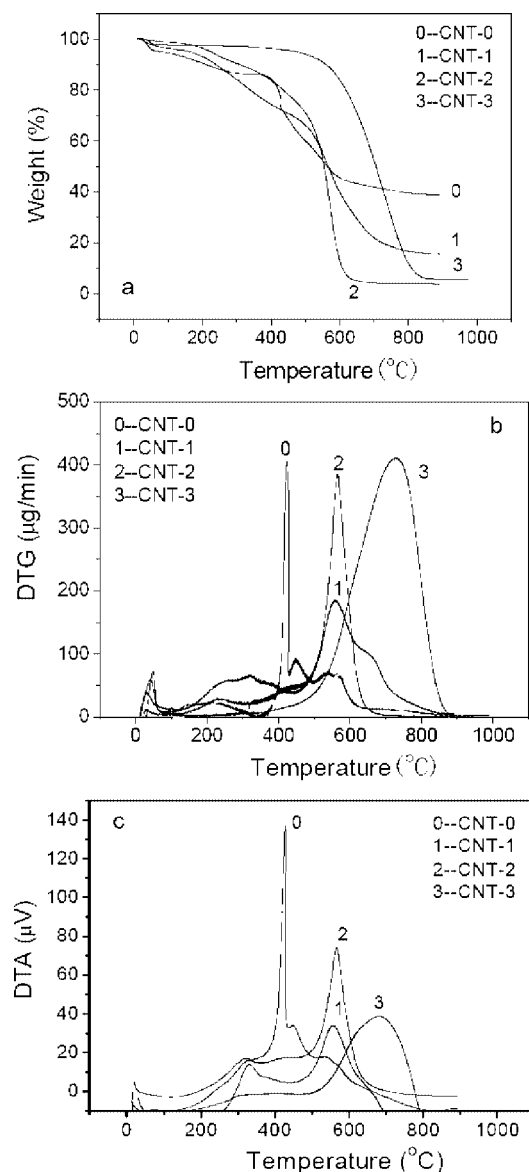 100
80
60
40
20
0
Weight (%)
0--CNT-0
1--CNT-1
2--CNT-2
3--CNT-3
0
1
3
2
a
0 200 400 600 800 1000
Temperature (°C)
500
400
300
200
100
0
DTG (µg/min)
0--CNT-0
1--CNT-1
2--CNT-2
3--CNT-3
b
0
2
3
1
0 200 400 600 800 1000
Temperature (°C)
140
120
100
80
60
40
20
0
DTA (µV)
c
0
0--CNT-0
1--CNT-1
2--CNT-2
3--CNT-3
2
1
3
0 200 400 600 800 1000
Temperature (°C)